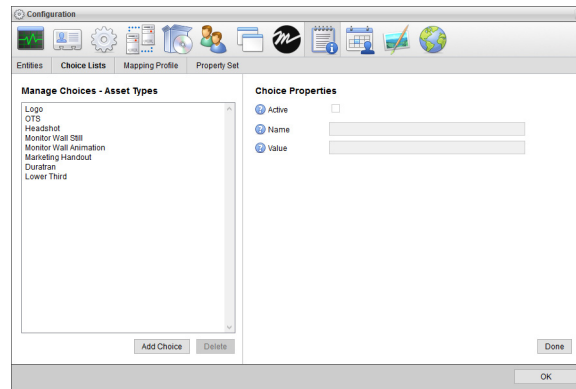 Configuration
Entities Choice Lists Mapping Profile Property Set
Manage Choices - Asset Types
Logo
OTS
Headshot
Monitor Wall Still
Monitor Wall Animation
Marketing Handout
Duratran
Lower Third
Add Choice Delete
Choice Properties
Active
Name
Value
Done
OK